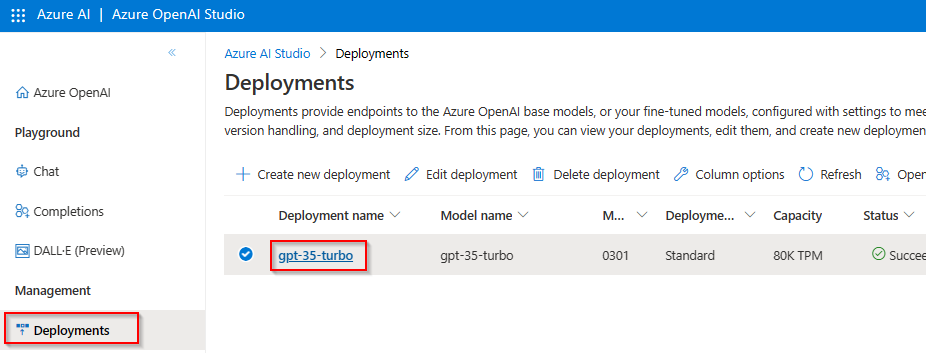 Azure AI | Azure OpenAI Studio
«
Azure AI Studio > Deployments
Deployments
Deployments provide endpoints to the Azure OpenAI base models, or your fine-tuned models, configured with settings to mee
version handling, and deployment size. From this page, you can view your deployments, edit them, and create new deploymen
Azure OpenAI
Playground
Chat
Completions
DALL·E (Preview)
Management
Deployments
Create new deployment Edit deployment Delete deployment Column options Refresh Open
Deployment name Model name M... Deployme... Capacity Status
gpt-35-turbo gpt-35-turbo 0301 Standard 80K TPM Succee